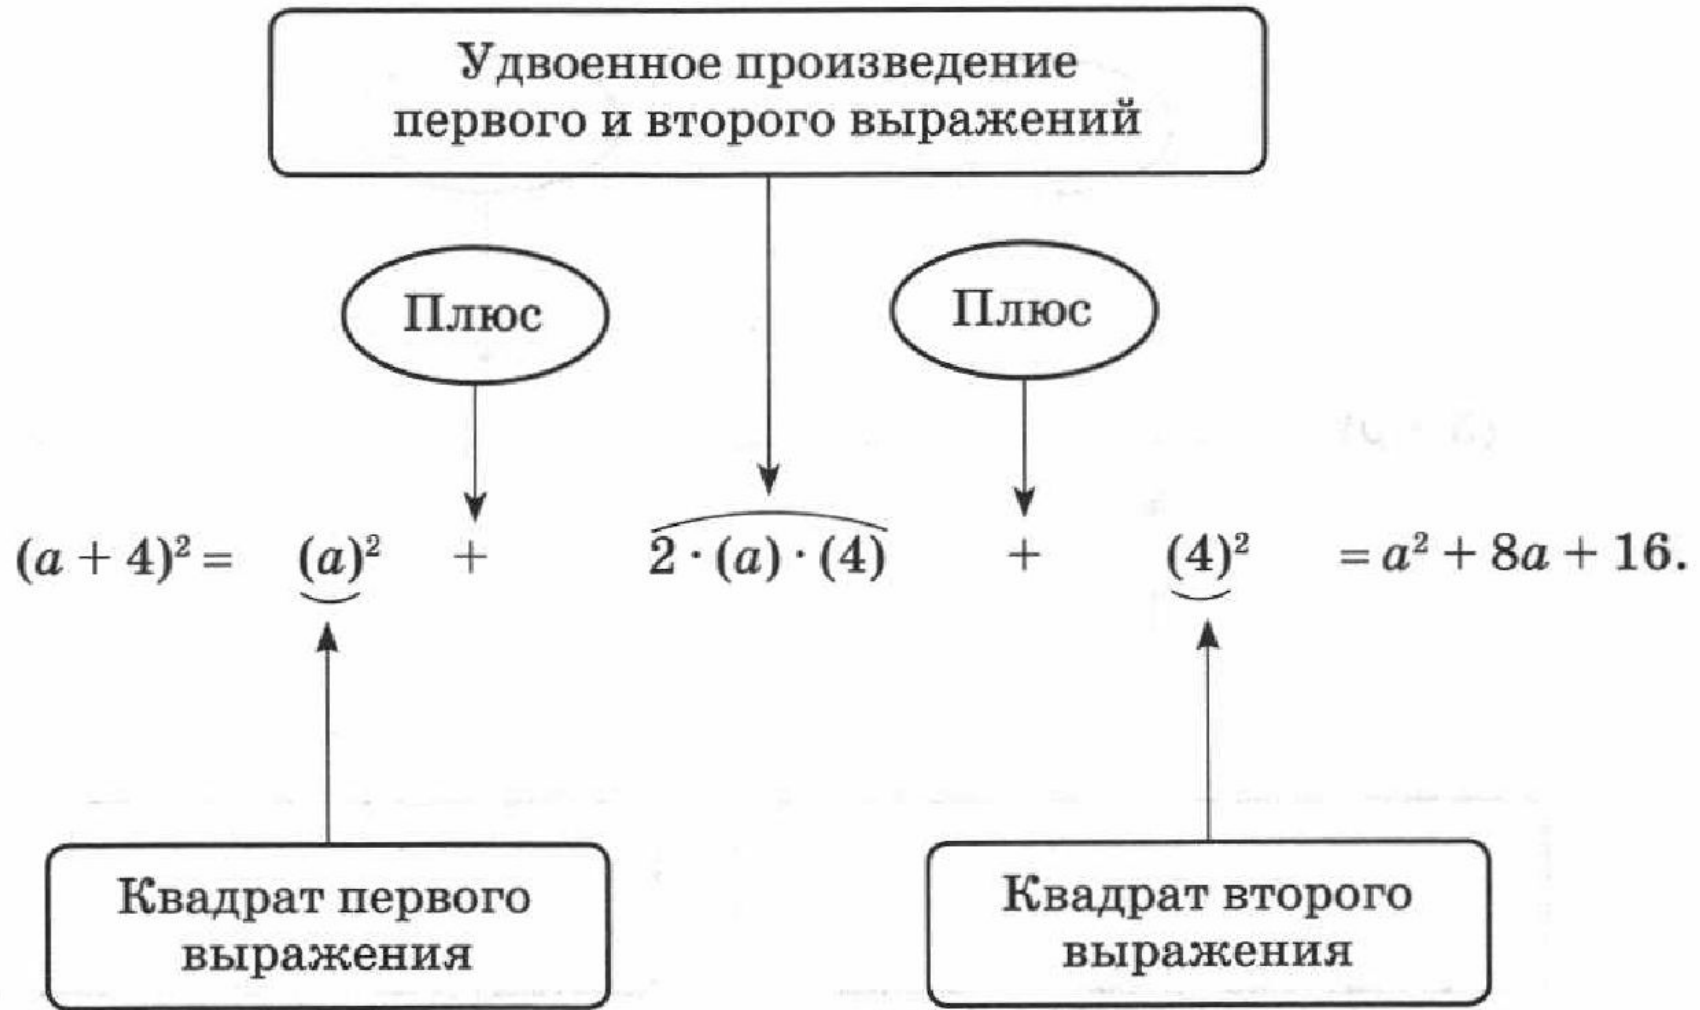 Удвоенное произведение
первого и второго выражений
Плюс
Плюс
(a + 4)² = (a)² + 2 · (a) · (4) + (4)² = a² + 8a + 16.
Квадрат первого
выражения
Квадрат второго
выражения